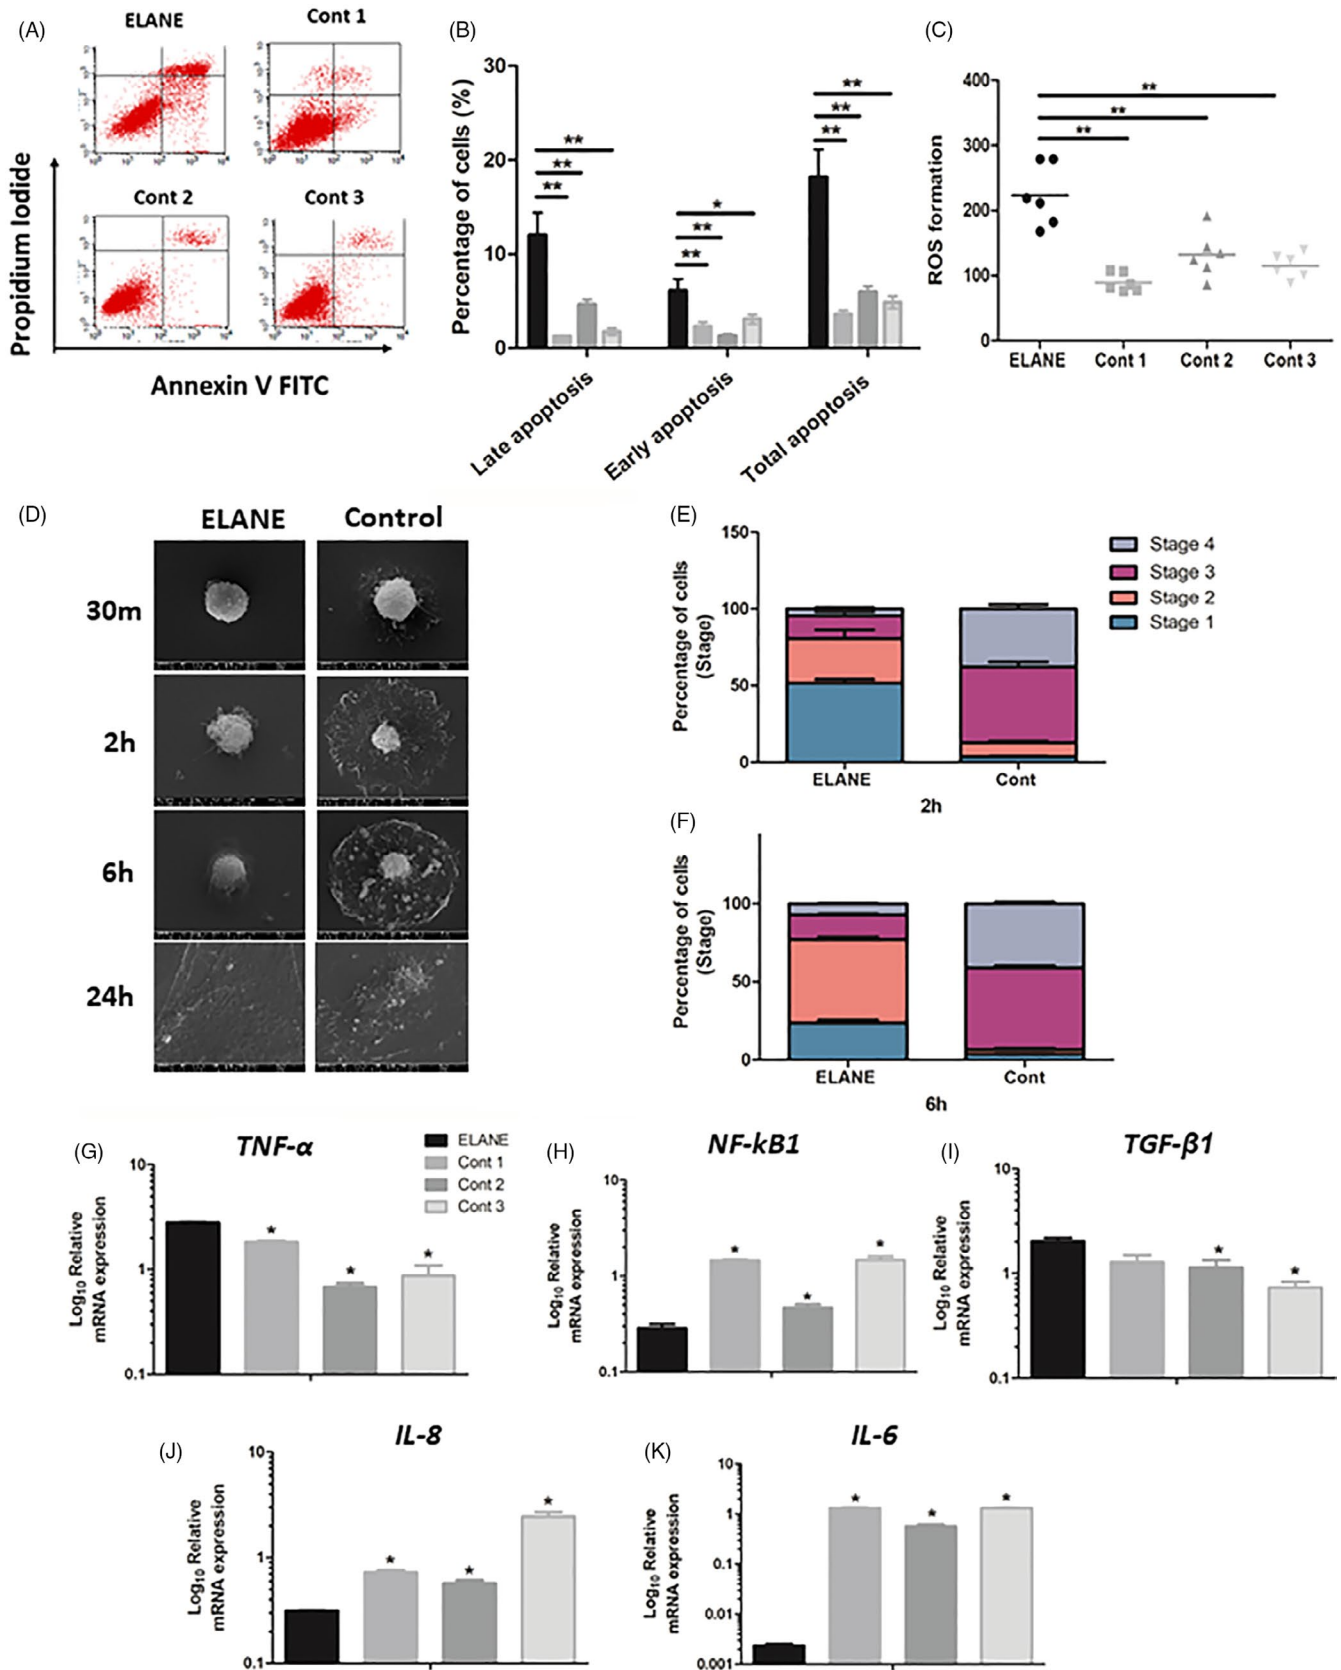 (A)
ELANE
Cont 1
Cont 2
Cont 3
Propidium Iodide
Annexin V FITC
(B)
Percentage of cells (%)
30
20
10
0
**
**
**
**
**
*
**
**
**
Late apoptosis
Early apoptosis
Total apoptosis
(C)
ROS formation
400
300
200
100
0
**
**
**
ELANE Cont 1 Cont 2 Cont 3
(D)
ELANE Control
30m
2h
6h
24h
(E)
Percentage of cells
(Stage)
150
100
50
0
ELANE Cont
2h
Stage 4
Stage 3
Stage 2
Stage 1
(F)
Percentage of cells
(Stage)
100
50
0
ELANE Cont
6h
(G)
TNF-α
Log10 Relative
mRNA expression
10
1
0.1
*
*
*
ELANE
Cont 1
Cont 2
Cont 3
(H)
NF-kB1
Log10 Relative
mRNA expression
10
1
0.1
*
*
*
(I)
TGF-β1
Log10 Relative
mRNA expression
10
1
0.1
*
*
(J)
IL-8
Log10 Relative
mRNA expression
10
1
0.1
*
*
*
(K)
IL-6
Log10 Relative
mRNA expression
10
1
0.1
0.01
0.001
*
*
*